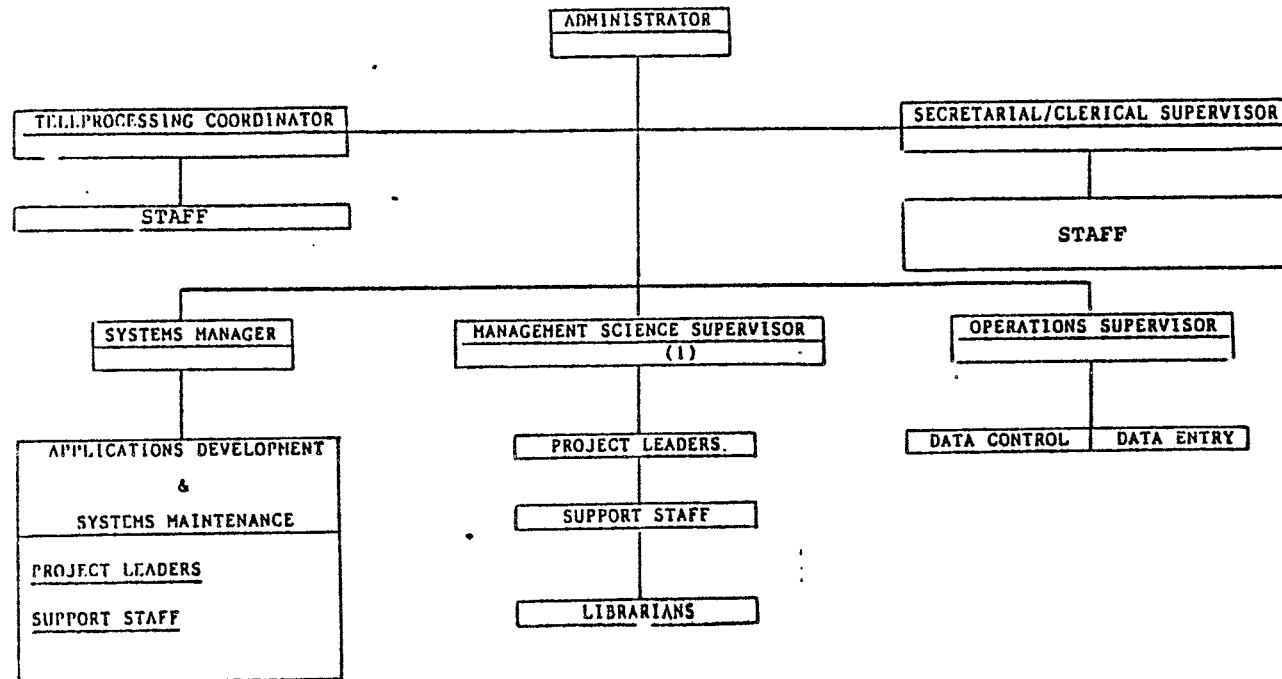 ADMINISTRATOR
TELEPROCESSING COORDINATOR
SECRETARIAL/CLERICAL SUPERVISOR
STAFF
STAFF
SYSTEMS MANAGER
MANAGEMENT SCIENCE SUPERVISOR
(1)
OPERATIONS SUPERVISOR
APPLICATIONS DEVELOPMENT
&
SYSTEMS MAINTENANCE
PROJECT LEADERS
SUPPORT STAFF
PROJECT LEADERS.
SUPPORT STAFF
LIBRARIANS
DATA CONTROL
DATA ENTRY